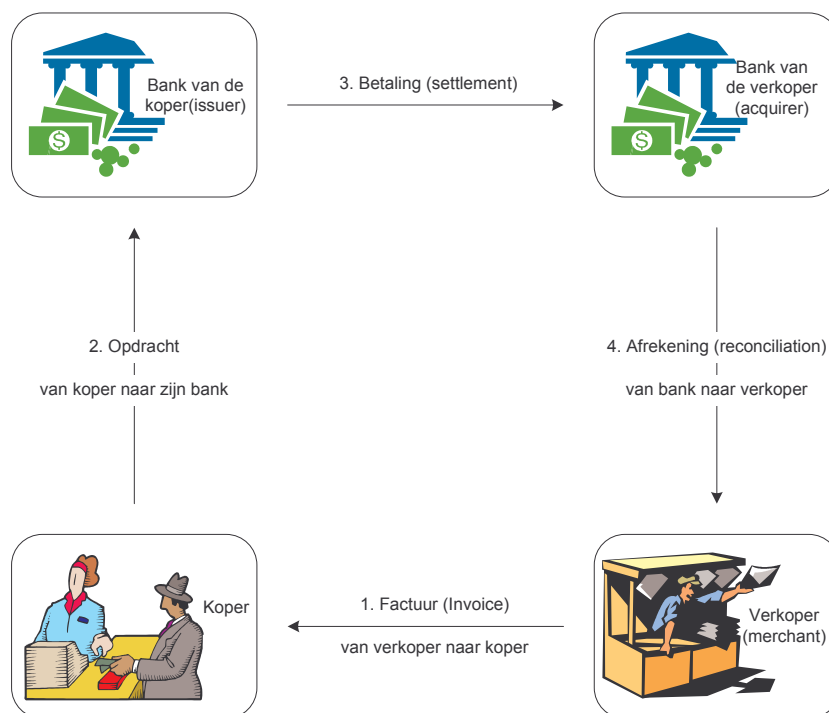 Bank van de
koper(issuer)
3. Betaling (settlement)
Bank van
de verkoper
(acquirer)
$
$
2. Opdracht
van koper naar zijn bank
4. Afrekening (reconciliation)
van bank naar verkoper
Koper
1. Factuur (Invoice)
van verkoper naar koper
Verkoper
(merchant)